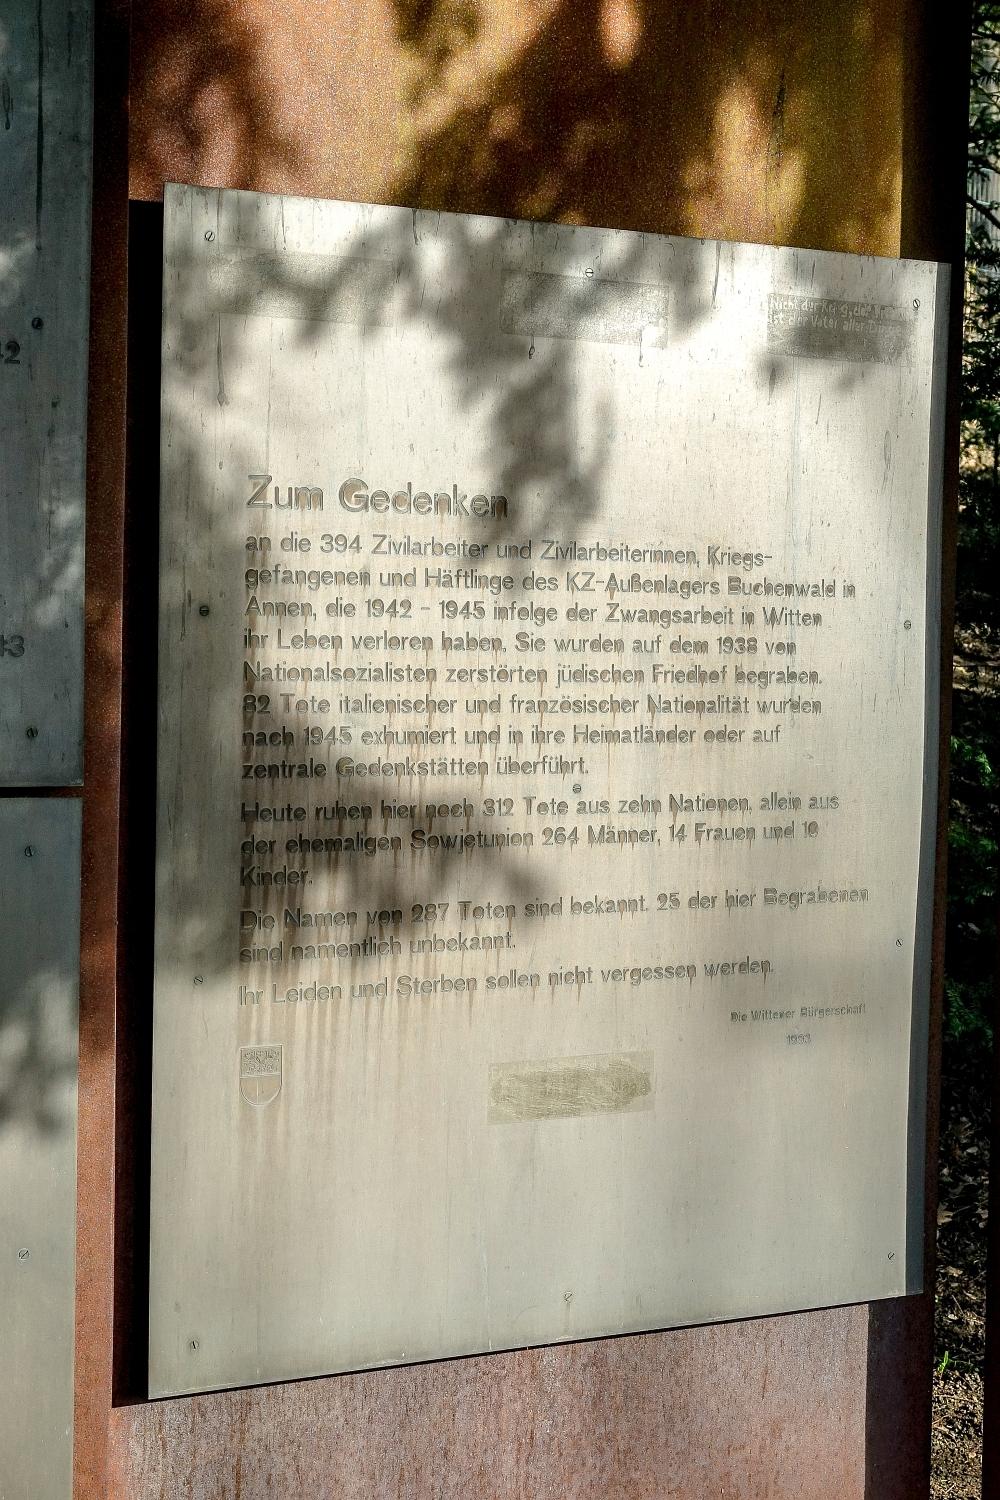 42
43
Zum Gedenken
an die 394 Zivilarbeiter und Zivilarbeiterinnen, Kriegs-
gefangenen und Häftlinge des KZ-Außenlagers Buchenwald in
Annen, die 1942 - 1945 infolge der Zwangsarbeit in Witten
ihr Leben verloren haben. Sie wurden auf dem 1938 von
Nationalsozialisten zerstörten jüdischen Friedhof begraben.
82 Tote italienischer und französischer Nationalität wurden
nach 1945 exhumiert und in ihre Heimatländer oder auf
zentrale Gedenkstätten überführt.
Heute ruhen hier noch 312 Tote aus zehn Nationen, allein aus
der ehemaligen Sowjetunion 264 Männer, 14 Frauen und 10
Kinder.
Die Namen von 287 Toten sind bekannt. 25 der hier Begrabenen
sind namentlich unbekannt.
Ihr Leiden und Sterben sollen nicht vergessen werden.
Die Wittener Bürgerschaft